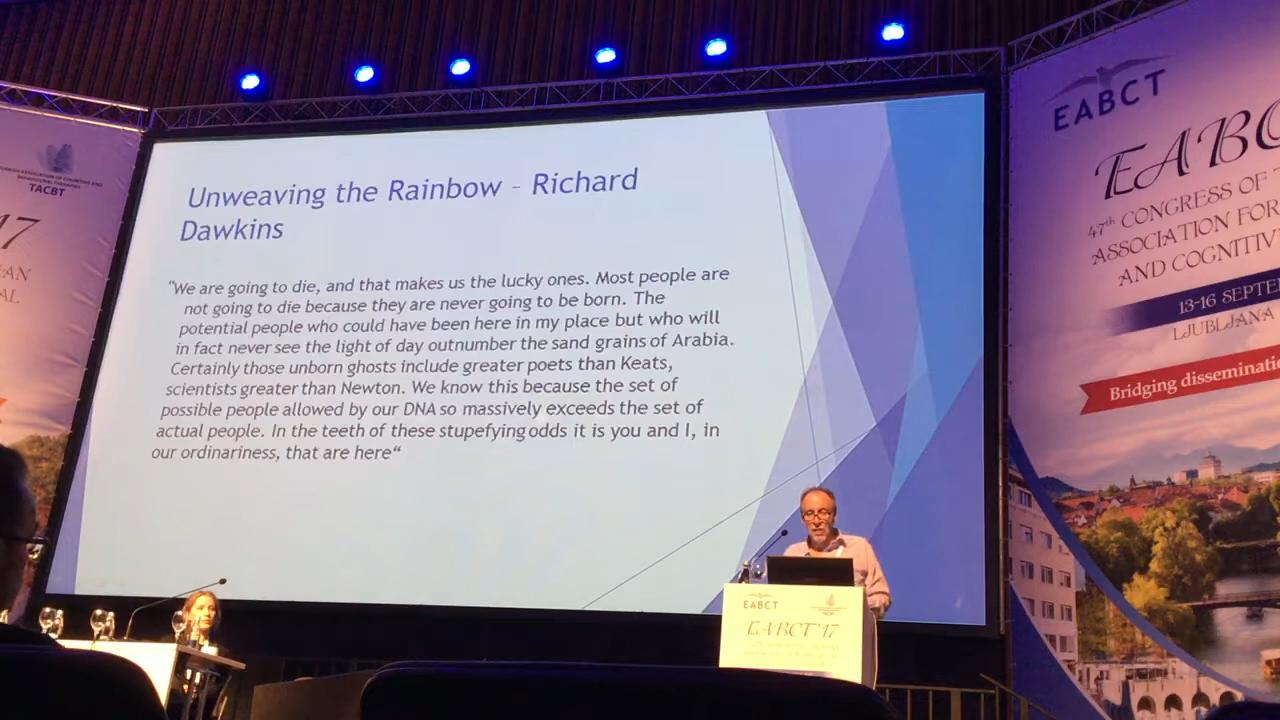 Unweaving the Rainbow – Richard
Dawkins
"We are going to die, and that makes us the lucky ones. Most people are
not going to die because they are never going to be born. The
potential people who could have been here in my place but who will
in fact never see the light of day outnumber the sand grains of Arabia.
Certainly those unborn ghosts include greater poets than Keats,
scientists greater than Newton. We know this because the set of
possible people allowed by our DNA so massively exceeds the set of
actual people. In the teeth of these stupefying odds it is you and I, in
our ordinariness, that are here“
ASSOCIATION OF COGNITIVE AND
BEHAVIOURAL THERAPIES
TACBT
17
EABCT
EABC
47th CONGRESS OF
ASSOCIATION FOR
AND COGNITIV
13-16 SEPTE
LJUBLJANA
Bridging disseminati
EABCT
EABCT'17